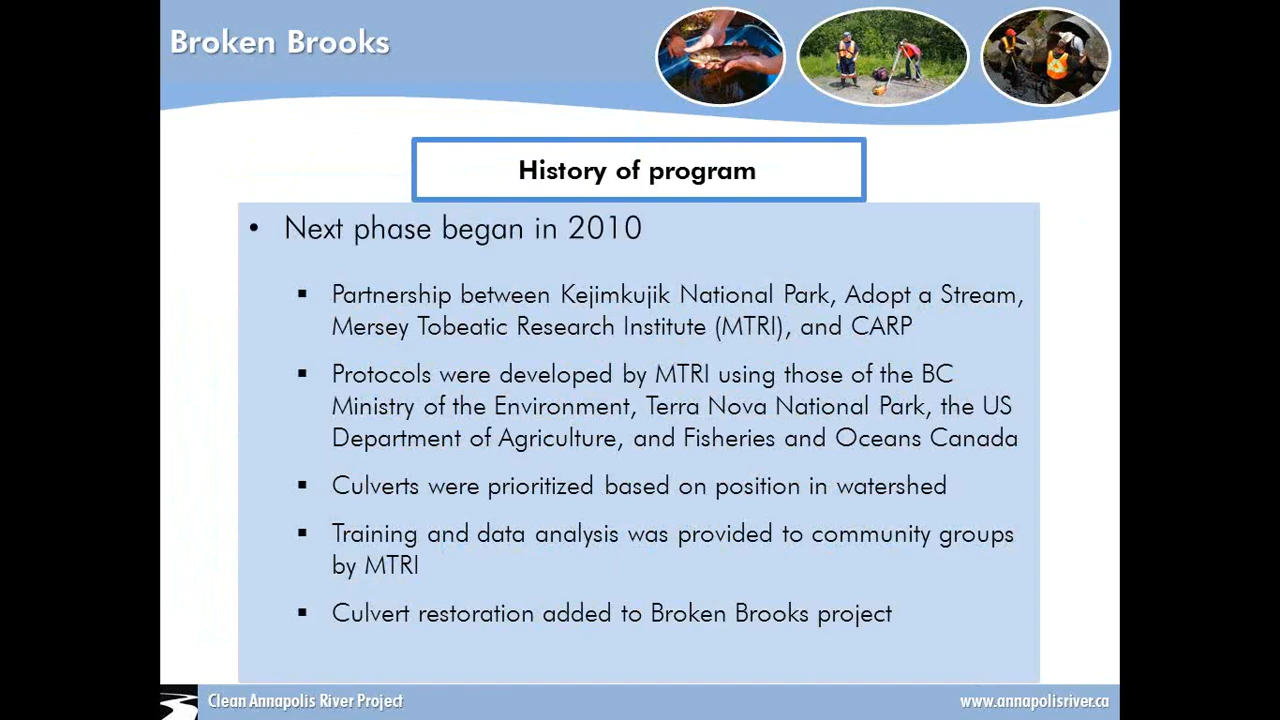 Broken Brooks
History of program
• Next phase began in 2010
▪ Partnership between Kejimkujik National Park, Adopt a Stream,
Mersey Tobeatic Research Institute (MTRI), and CARP
▪ Protocols were developed by MTRI using those of the BC
Ministry of the Environment, Terra Nova National Park, the US
Department of Agriculture, and Fisheries and Oceans Canada
▪ Culverts were prioritized based on position in watershed
▪ Training and data analysis was provided to community groups
by MTRI
▪ Culvert restoration added to Broken Brooks project
Clean Annapolis River Project
www.annapolisriver.ca